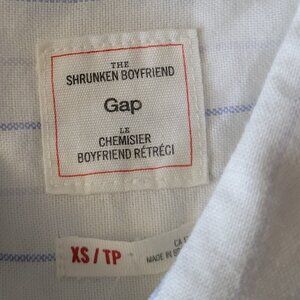 THE
SHRUNKEN BOYFRIEND
Gap
LE
CHEMISIER
BOYFRIEND RÉTRÉCI
XS / TP
MADE IN